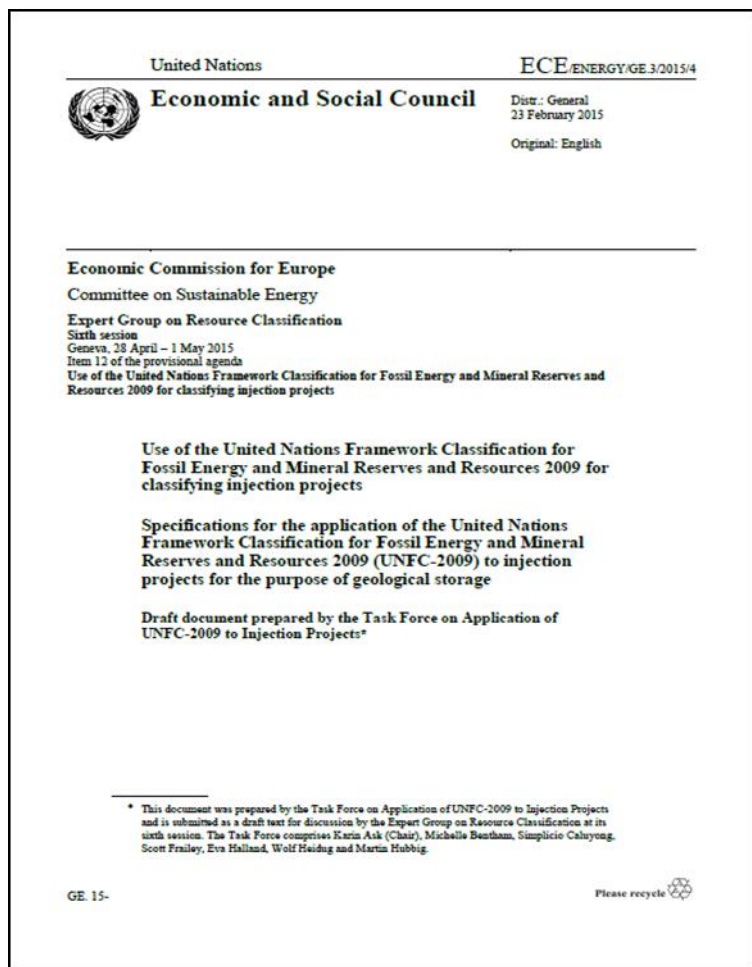 United Nations
ECE/ENERGY/GE.3/2015/4
Economic and Social Council
Distr.: General
23 February 2015
Original: English
Economic Commission for Europe
Committee on Sustainable Energy
Expert Group on Resource Classification
Sixth session
Geneva, 28 April – 1 May 2015
Item 12 of the provisional agenda
Use of the United Nations Framework Classification for Fossil Energy and Mineral Reserves and
Resources 2009 for classifying injection projects
Use of the United Nations Framework Classification for
Fossil Energy and Mineral Reserves and Resources 2009 for
classifying injection projects
Specifications for the application of the United Nations
Framework Classification for Fossil Energy and Mineral
Reserves and Resources 2009 (UNFC-2009) to injection
projects for the purpose of geological storage
Draft document prepared by the Task Force on Application of
UNFC-2009 to Injection Projects*
* This document was prepared by the Task Force on Application of UNFC-2009 to Injection Projects
and is submitted as a draft text for discussion by the Expert Group on Resource Classification at its
sixth session. The Task Force comprises Karin Ask (Chair), Michelle Bentham, Simplicio Caluyong,
Scott Frailey, Eva Halland, Wolf Heidug and Martin Hubbig.
GE. 15-
Please recycle